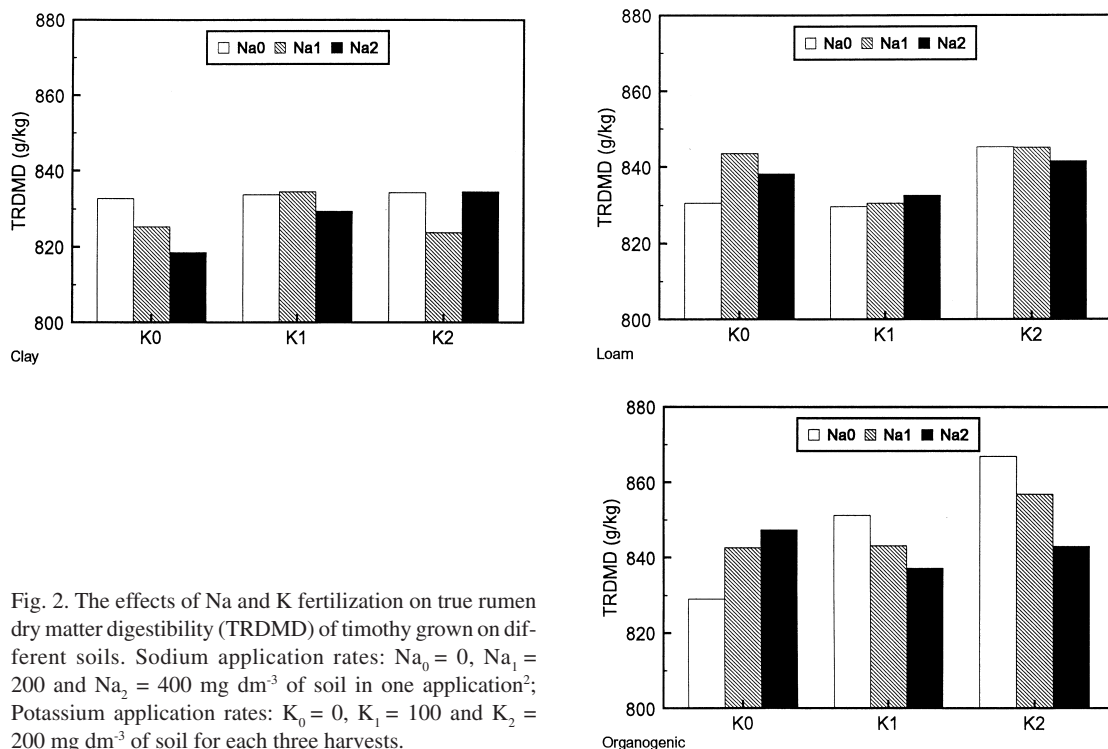 880
860
840
820
800
TRDMD (g/kg)
Na0 Na1 Na2
K0 K1 K2
Clay
880
860
840
820
800
TRDMD (g/kg)
Na0 Na1 Na2
K0 K1 K2
Loam
880
860
840
820
800
TRDMD (g/kg)
Na0 Na1 Na2
K0 K1 K2
Organogenic
Fig. 2. The effects of Na and K fertilization on true rumen
dry matter digestibility (TRDMD) of timothy grown on dif-
ferent soils. Sodium application rates: Na₀ = 0, Na₁ =
200 and Na₂ = 400 mg dm⁻³ of soil in one application²;
Potassium application rates: K₀ = 0, K₁ = 100 and K₂ =
200 mg dm⁻³ of soil for each three harvests.